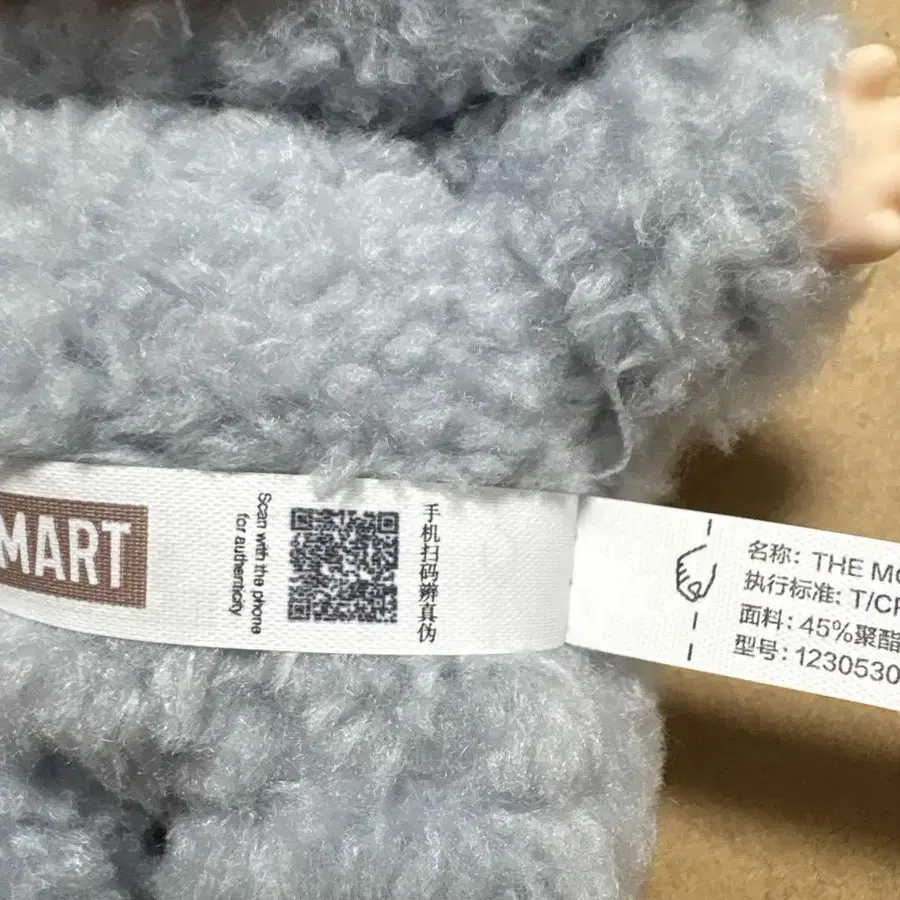 MART
Scan with the phone
for authenticity
手机扫码辨真伪
名称: THE MO
执行标准: T/C
面料: 45%聚酯
型号: 1230530